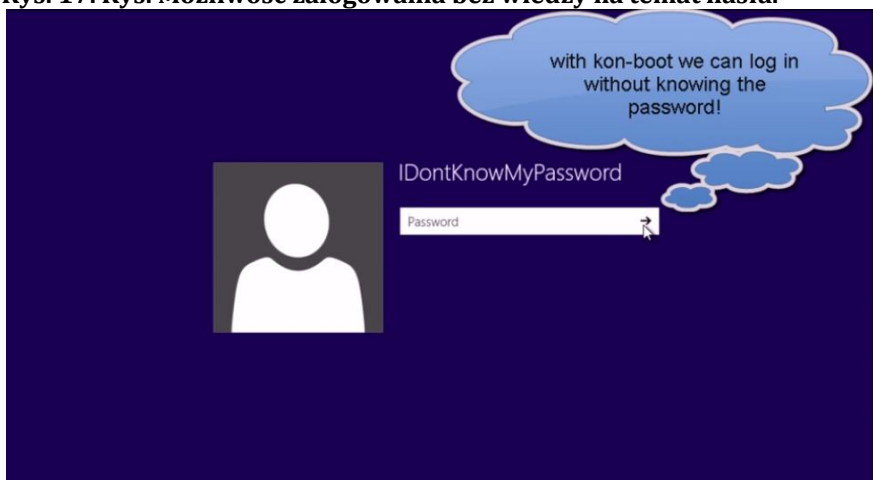 Rys. 17. Rys. Możliwość zalogowania bez wiedzy na temat hasła.
with kon-boot we can log in
without knowing the
password!
IDontKnowMyPassword
Password